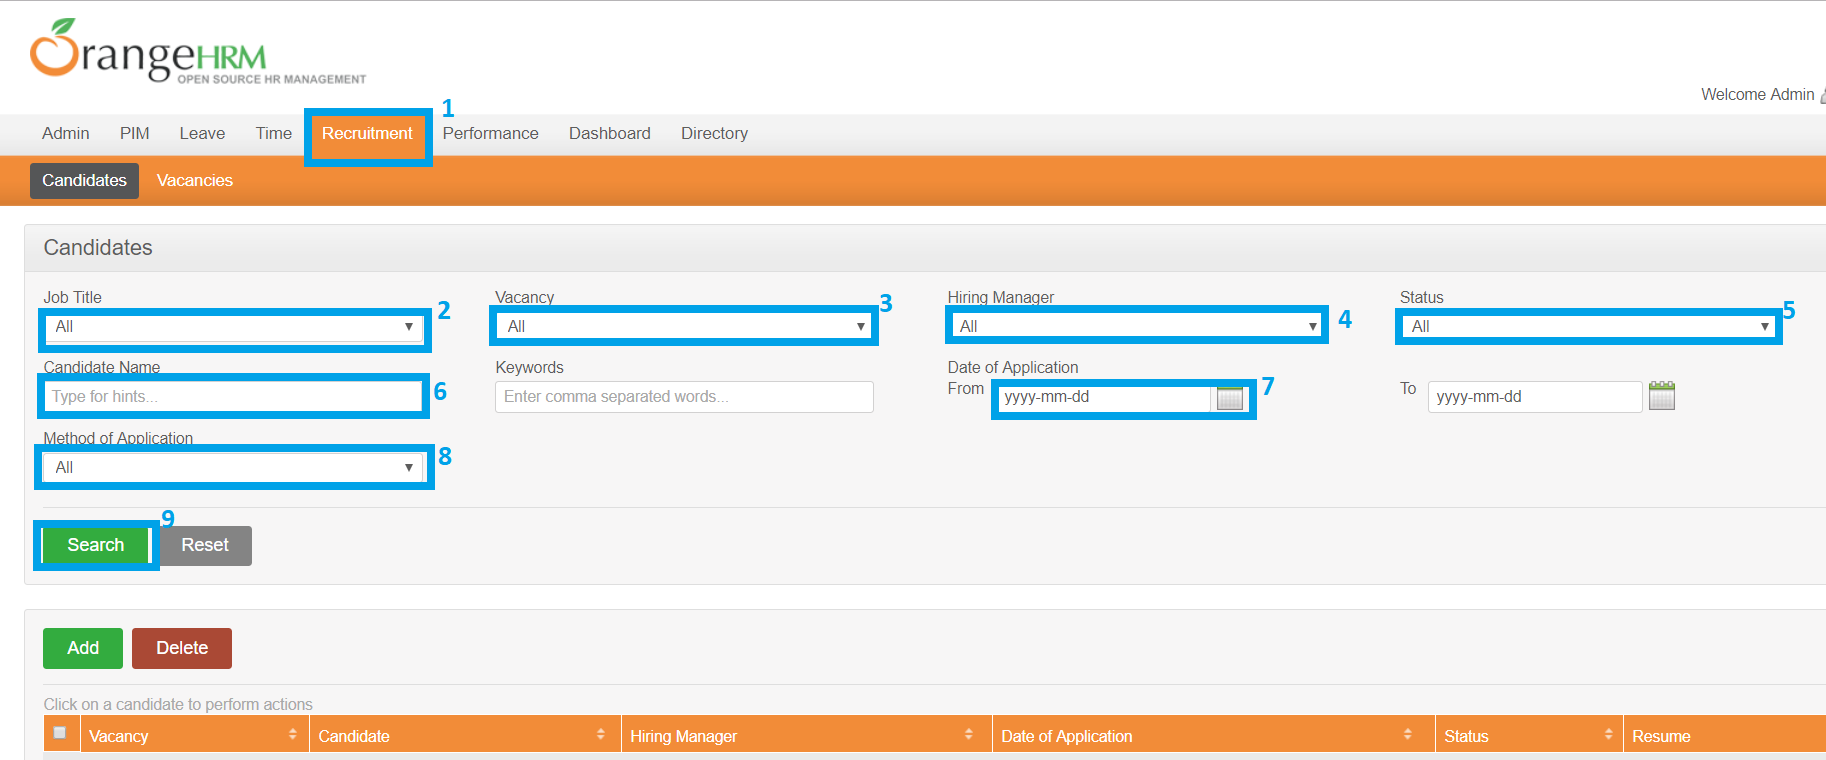 OrangeHRM
OPEN SOURCE HR MANAGEMENT
Welcome Admin
1
Admin PIM Leave Time Recruitment Performance Dashboard Directory
Candidates Vacancies
Candidates
Job Title Vacancy Hiring Manager Status
All ▼ 2 All ▼ 3 All ▼ 4 All ▼ 5
Candidate Name Keywords Date of Application
Type for hints... 6 Enter comma separated words... From yyyy-mm-dd 7 To yyyy-mm-dd
Method of Application
All ▼ 8
9
Search Reset
Add Delete
Click on a candidate to perform actions
Vacancy Candidate Hiring Manager Date of Application Status Resume